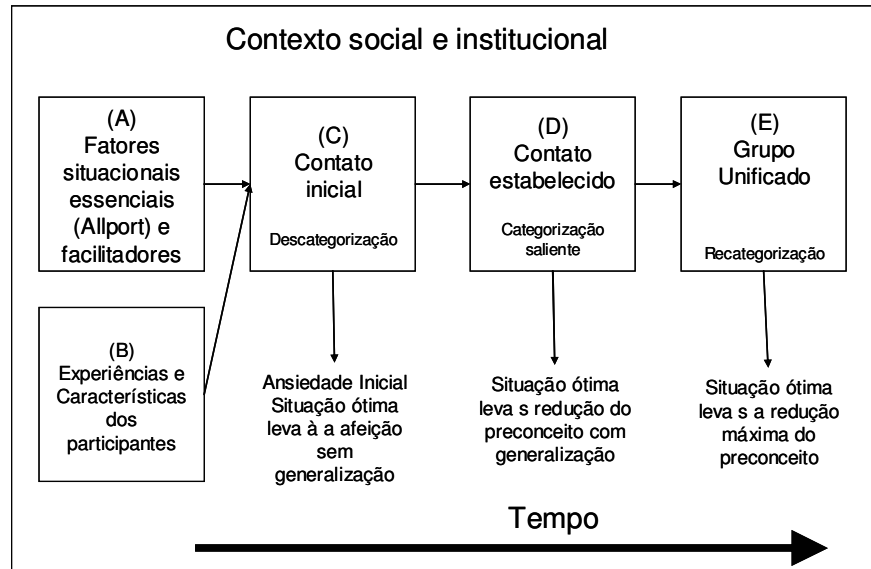 Contexto social e institucional
(A)
Fatores
situacionais
essenciais
(Allport) e
facilitadores
(B)
Experiências e
Características
dos
participantes
(C)
Contato
inicial
Descategorização
(D)
Contato
estabelecido
Categorização
saliente
(E)
Grupo
Unificado
Recategorização
Ansiedade Inicial
Situação ótima
leva à a afeição
sem
generalização
Situação ótima
leva s redução do
preconceito com
generalização
Situação ótima
leva s a redução
máxima do
preconceito
Tempo